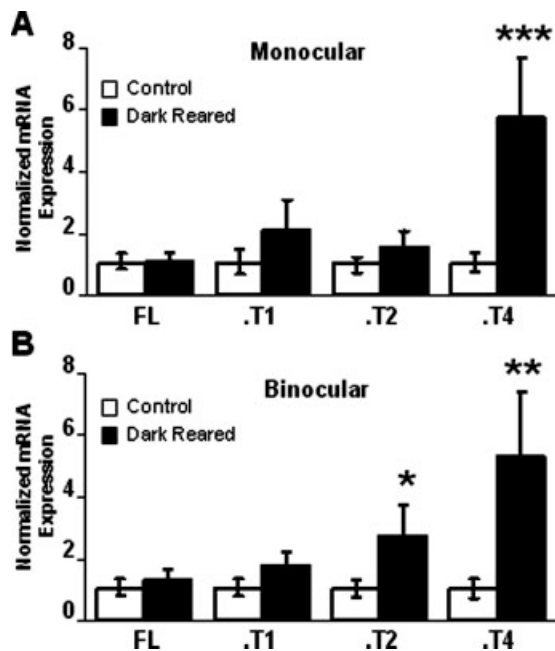 A
Monocular
***
8
6
4
2
0
Normalized mRNA
Expression
Control
Dark Reared
FL .T1 .T2 .T4
B
Binocular
**
*
8
6
4
2
0
Normalized mRNA
Expression
Control
Dark Reared
FL .T1 .T2 .T4